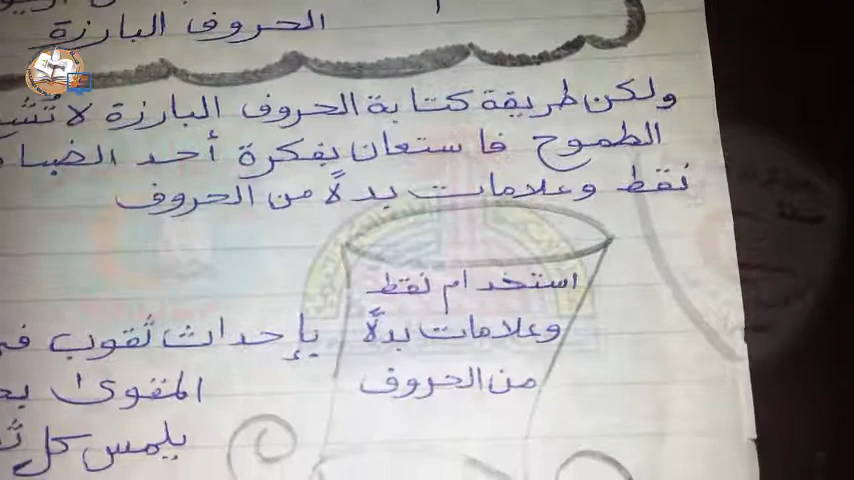 الحروف البارزة
ولكن طريقة كتابة الحروف البارزة لا
الطموح فاستعان بفكرة أحد
نقط وعلامات بدلاً من الحروف
استخدام نقط
وعلامات بدلاً
من الحروف
بإحداث ثقوب
المقوى
يلمس كل